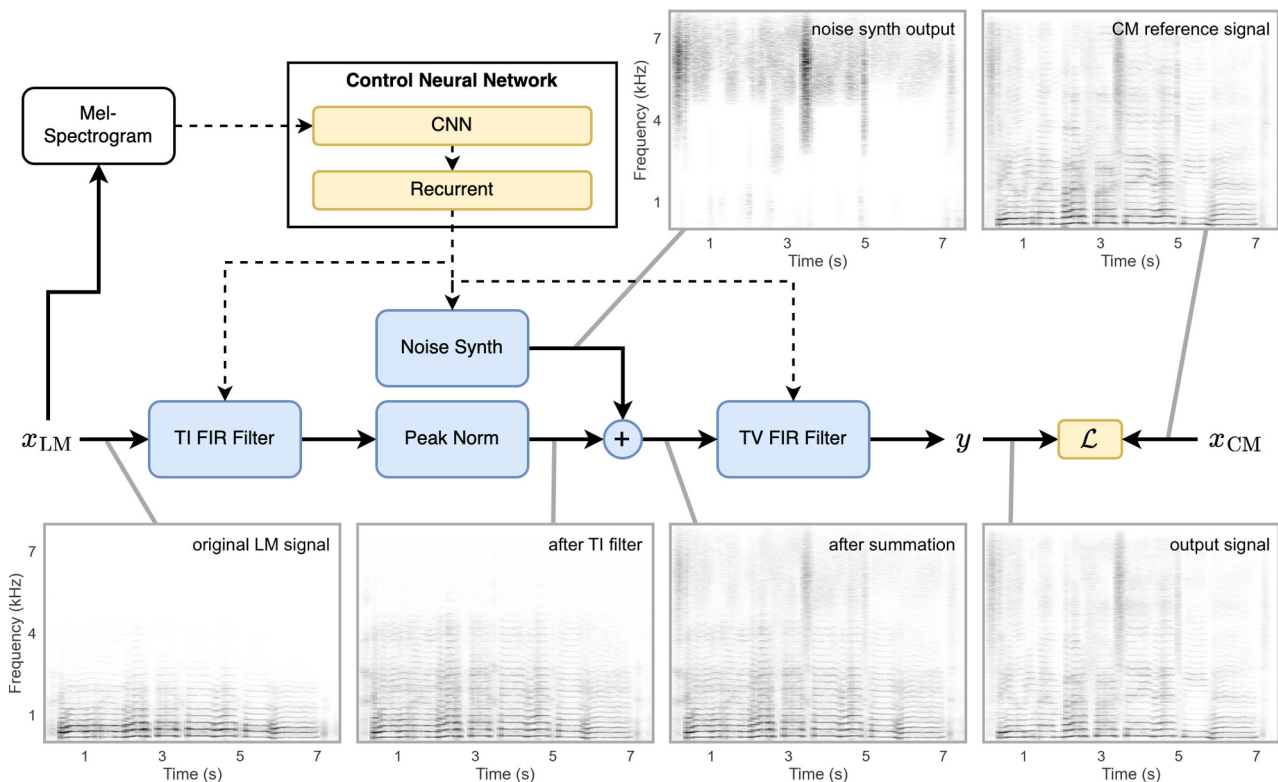 noise synth output
CM reference signal
Control Neural Network
Mel-
Spectrogram
CNN
Recurrent
Frequency (kHz)
7
4
1
1 3 5 7
1 3 5 7
Time (s)
Time (s)
Noise Synth
x_LM
TI FIR Filter
Peak Norm
+
TV FIR Filter
y
ℒ
x_CM
original LM signal
after TI filter
after summation
output signal
Frequency (kHz)
7
4
1
1 3 5 7
1 3 5 7
1 3 5 7
1 3 5 7
Time (s)
Time (s)
Time (s)
Time (s)